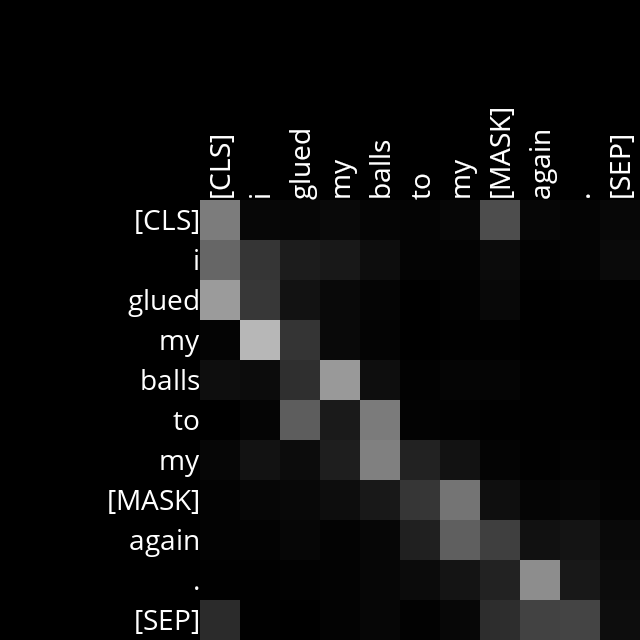 [CLS] i glued my balls to my [MASK] again . [SEP]
[CLS]
i
glued
my
balls
to
my
[MASK]
again
.
[SEP]